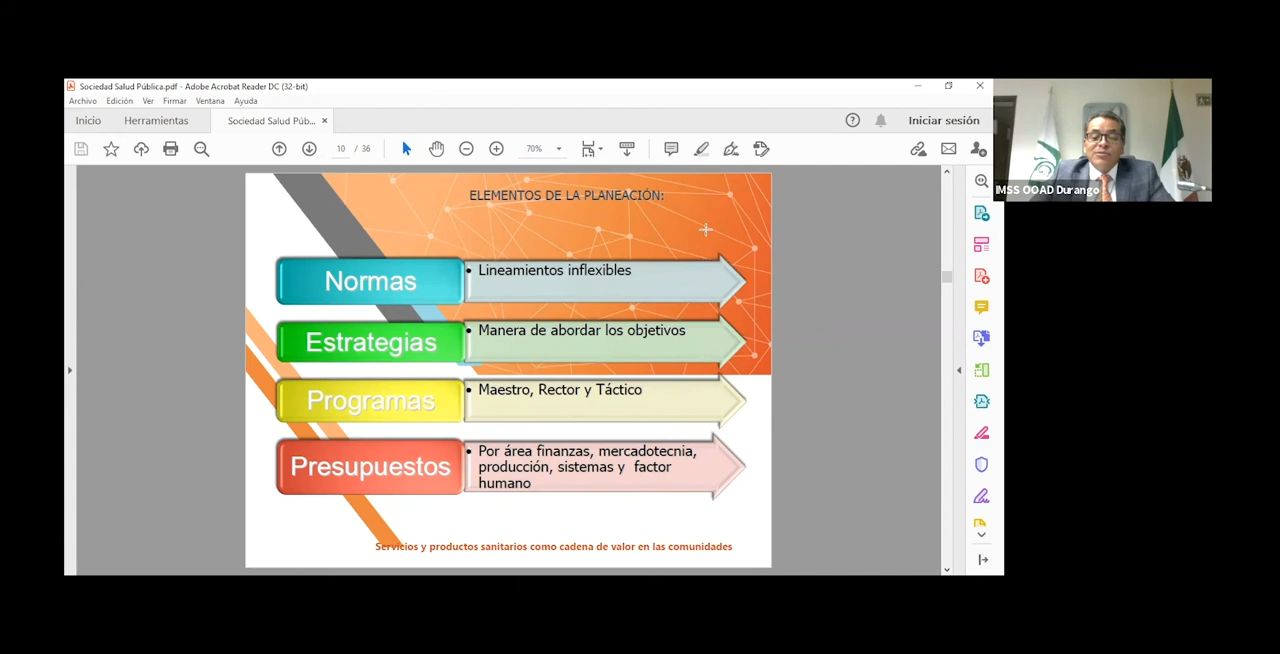 Sociedad Salud Pública.pdf - Adobe Acrobat Reader DC (32-bit)
Archivo Edición Ver Firmar Ventana Ayuda
Inicio Herramientas Sociedad Salud Púb... × Iniciar sesión
10 / 36 70%
IMSS OOAD Durango
ELEMENTOS DE LA PLANEACIÓN:
Normas
• Lineamientos inflexibles
Estrategias
• Manera de abordar los objetivos
Programas
• Maestro, Rector y Táctico
Presupuestos
• Por área finanzas, mercadotecnia,
producción, sistemas y factor
humano
Servicios y productos sanitarios como cadena de valor en las comunidades